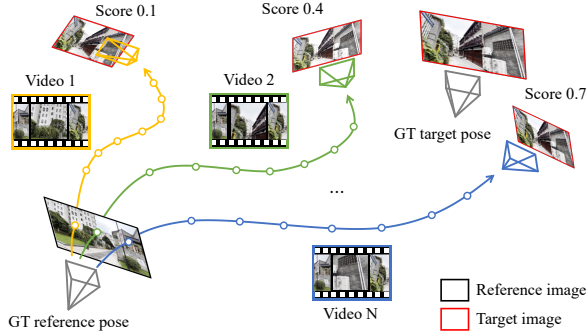 Score 0.1
Score 0.4
Video 1
Video 2
Score 0.7
GT target pose
...
GT reference pose
Video N
Reference image
Target image